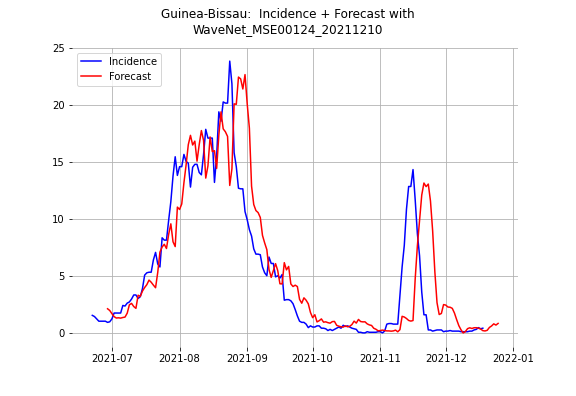 Guinea-Bissau:  Incidence + Forecast with
WaveNet_MSE00124_20211210
Incidence
Forecast
25
20
15
10
5
0
2021-07 2021-08 2021-09 2021-10 2021-11 2021-12 2022-01